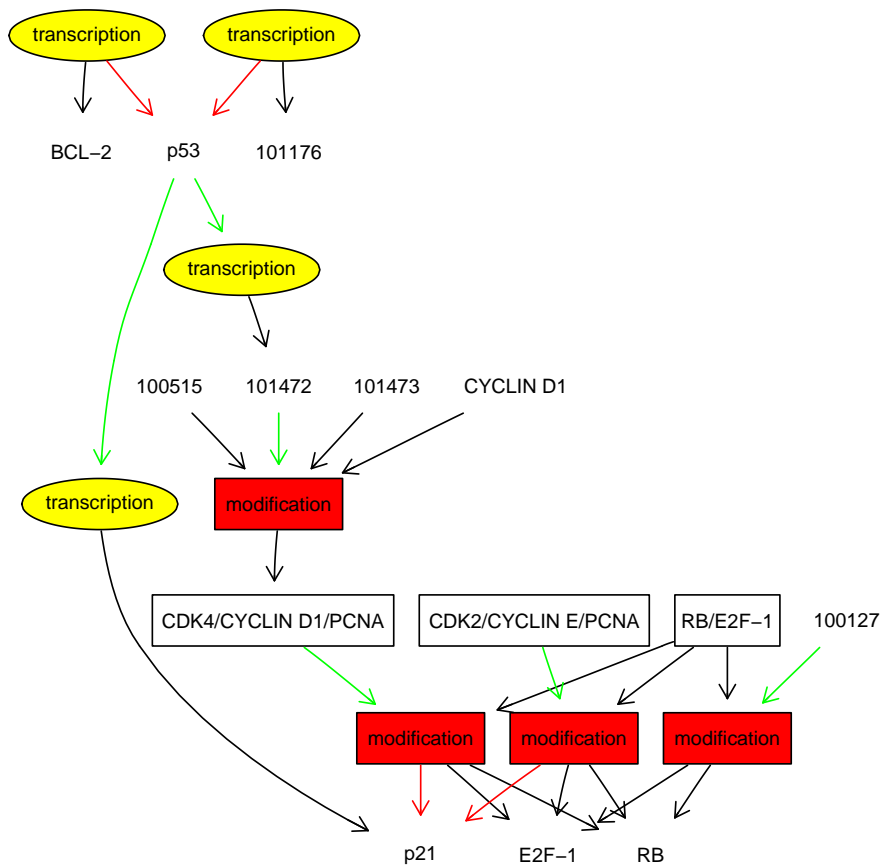 transcription
transcription
BCL−2
p53
101176
transcription
100515
101472
101473
CYCLIN D1
transcription
modification
CDK4/CYCLIN D1/PCNA
CDK2/CYCLIN E/PCNA
RB/E2F−1
100127
modification
modification
modification
p21
E2F−1
RB